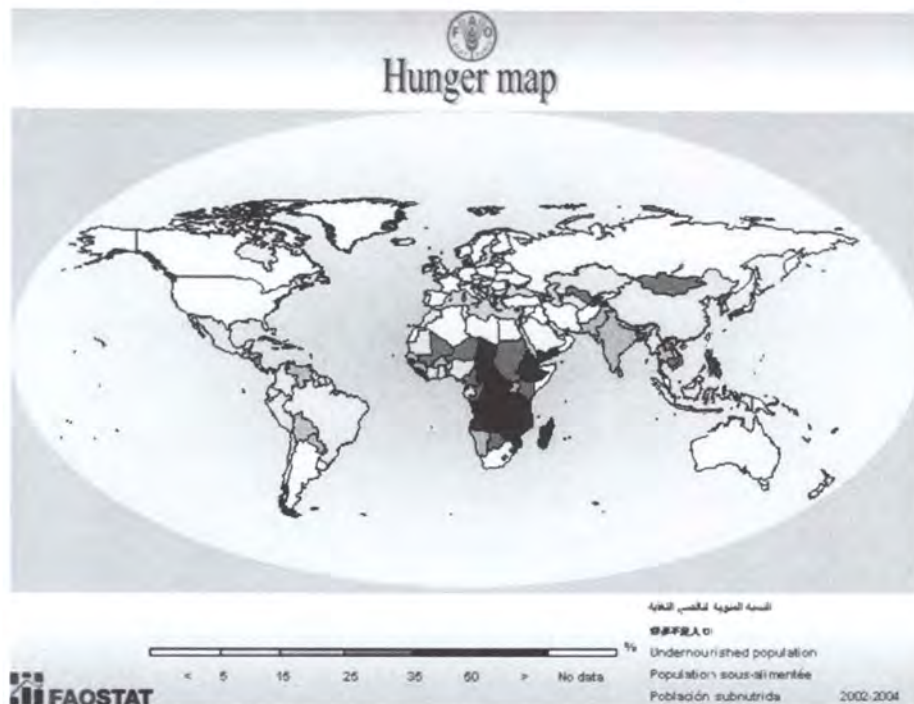 F A O
Hunger map
%
< 5 15 25 35 50 > No data
Undernourished population
Population sous-alimentée
Población subnutrida
2002-2004
FAOSTAT